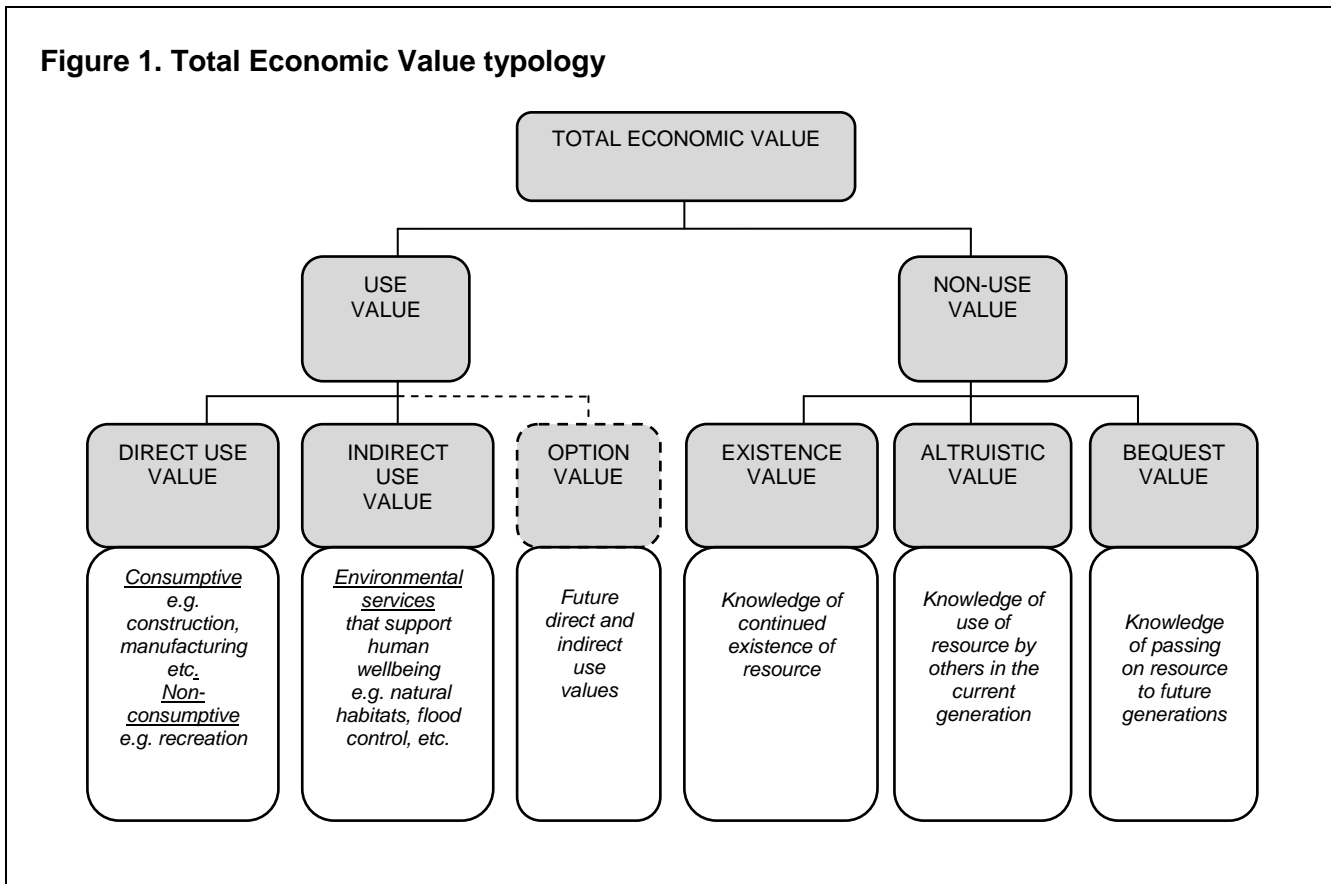 Figure 1. Total Economic Value typology
TOTAL ECONOMIC VALUE
USE
VALUE
NON-USE
VALUE
DIRECT USE
VALUE
INDIRECT
USE
VALUE
OPTION
VALUE
EXISTENCE
VALUE
ALTRUISTIC
VALUE
BEQUEST
VALUE
Consumptive
e.g.
construction,
manufacturing
etc.
Non-
consumptive
e.g. recreation
Environmental
services
that support
human
wellbeing
e.g. natural
habitats, flood
control, etc.
Future
direct and
indirect
use
values
Knowledge of
continued
existence of
resource
Knowledge of
use of
resource by
others in the
current
generation
Knowledge
of passing
on resource
to future
generations